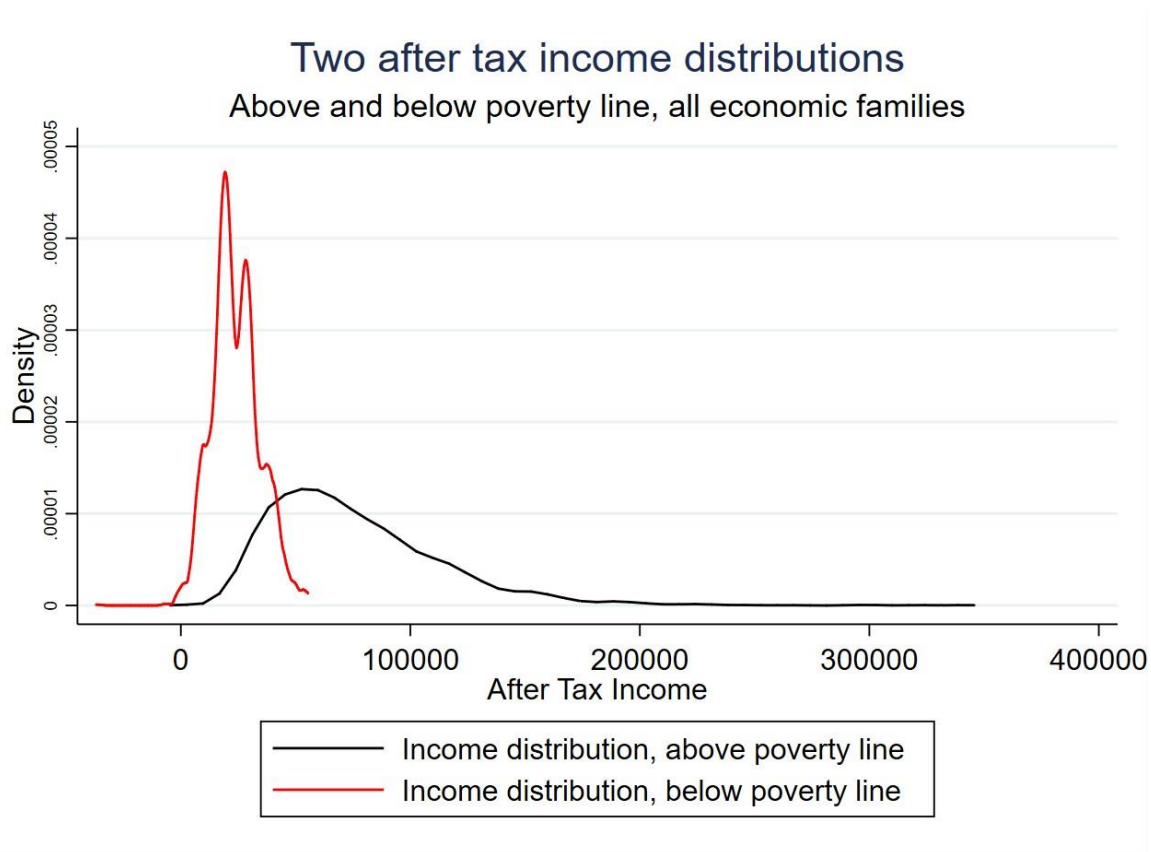 Two after tax income distributions
Above and below poverty line, all economic families
Density
.00005
.00004
.00003
.00002
.00001
0
0 100000 200000 300000 400000
After Tax Income
Income distribution, above poverty line
Income distribution, below poverty line